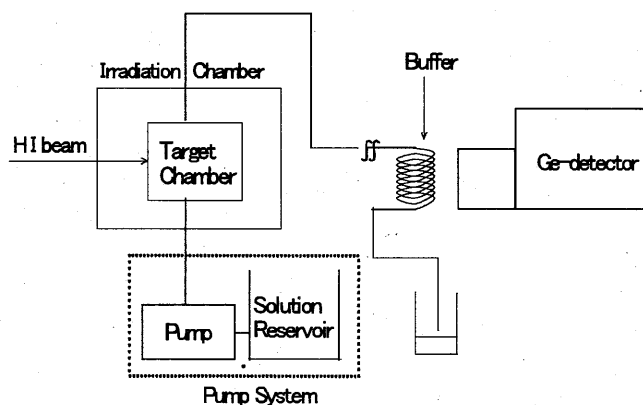 Irradiation Chamber
Buffer
HI beam
Target
Chamber
Ge-detector
Solution
Reservoir
Pump
Pump System